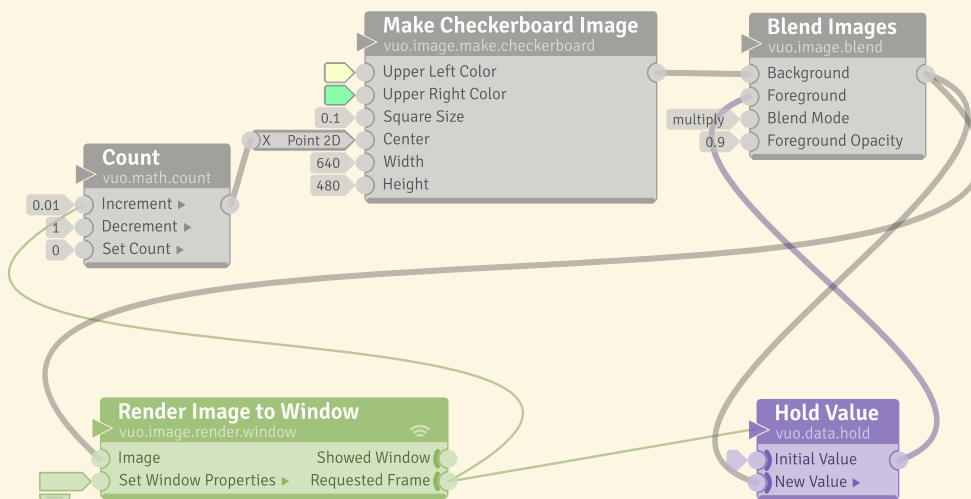 Make Checkerboard Image
vuo.image.make.checkerboard
Upper Left Color
Upper Right Color
0.1 Square Size
X Point 2D Center
640 Width
480 Height
Blend Images
vuo.image.blend
Background
Foreground
multiply Blend Mode
0.9 Foreground Opacity
Count
vuo.math.count
0.01 Increment ▶
1 Decrement ▶
0 Set Count ▶
Render Image to Window
vuo.image.render.window
Image Showed Window
Set Window Properties ▶ Requested Frame
Hold Value
vuo.data.hold
Initial Value
New Value ▶